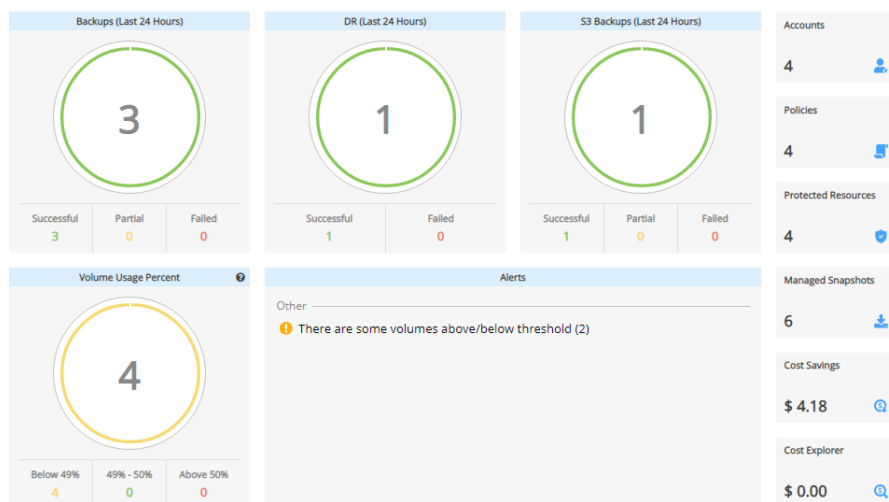 Backups (Last 24 Hours)
3
Successful Partial Failed
3 0 0
DR (Last 24 Hours)
1
Successful Failed
1 0
S3 Backups (Last 24 Hours)
1
Successful Partial Failed
1 0 0
Accounts
4
Policies
4
Protected Resources
4
Managed Snapshots
6
Cost Savings
$ 4.18
Cost Explorer
$ 0.00
Volume Usage Percent
4
Below 49% 49% - 50% Above 50%
4 0 0
Alerts
Other
There are some volumes above/below threshold (2)